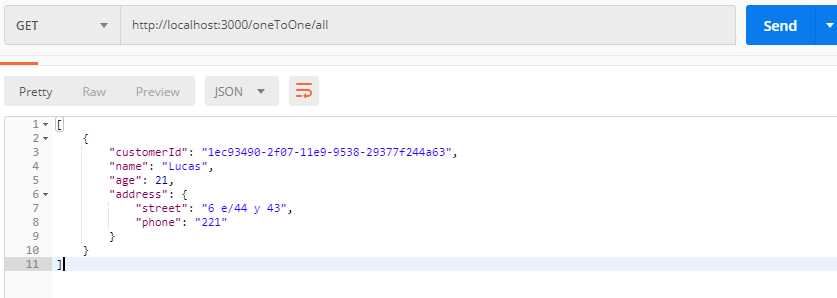 GET http://localhost:3000/oneToOne/all Send
Pretty Raw Preview JSON
1 [
2 {
3 "customerId": "1ec93490-2f07-11e9-9538-29377f244a63",
4 "name": "Lucas",
5 "age": 21,
6 "address": {
7 "street": "6 e/44 y 43",
8 "phone": "221"
9 }
10 }
11 ]